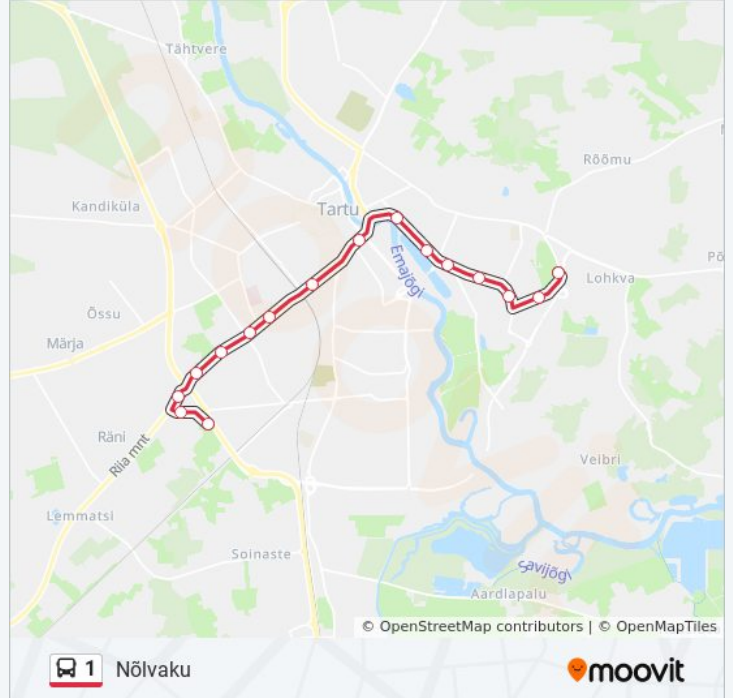 Tähtvere
Rõõmu
Kandiküla
Tartu
Emajõgi
Lohkva
Põ
Õssu
Märja
Räni
Riia mnt
Veibri
Lemmatsi
Soinaste
Savijõgi
Aardlapalu
© OpenStreetMap contributors | © OpenMapTiles
1 Nõlvaku
moovit